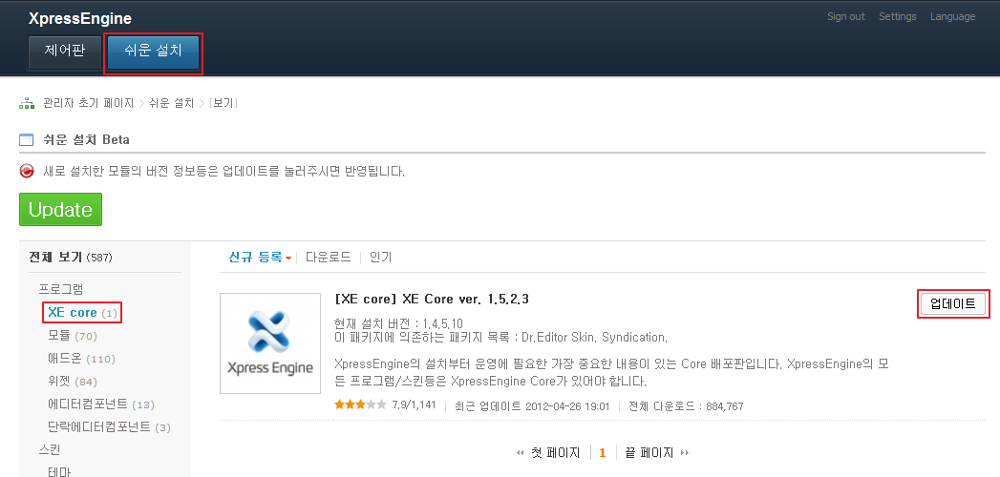 XpressEngine
Sign out Settings Language
제어판 쉬운 설치
관리자 초기 페이지 > 쉬운 설치 > [보기]
쉬운 설치 Beta
새로 설치한 모듈의 버전 정보등은 업데이트를 눌러주시면 반영됩니다.
Update
전체 보기 (587)
프로그램
XE core (1)
모듈 (70)
애드온 (110)
위젯 (84)
에디터컴포넌트 (13)
단락에디터컴포넌트 (3)
스킨
테마
신규 등록 | 다운로드 | 인기
Xpress Engine
[XE core] XE Core ver. 1.5.2.3
업데이트
현재 설치 버전 : 1.4.5.10
이 패키지에 의존하는 패키지 목록 : Dr.Editor Skin, Syndication,
XpressEngine의 설치부터 운영에 필요한 가장 중요한 내용이 있는 Core 배포판입니다. XpressEngine의 모
든 프로그램/스킨등은 XpressEngine Core가 있어야 합니다.
7.9/1,141 | 최근 업데이트 2012-04-26 19:01 | 전체 다운로드 : 884,767
첫 페이지 1 끝 페이지